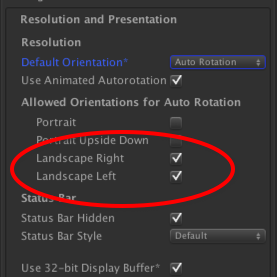 Resolution and Presentation
Resolution
Default Orientation* Auto Rotation
Use Animated Autorotation
Allowed Orientations for Auto Rotation
Portrait
Portrait Upside Down
Landscape Right
Landscape Left
Status Bar
Status Bar Hidden
Status Bar Style Default
Use 32-bit Display Buffer*